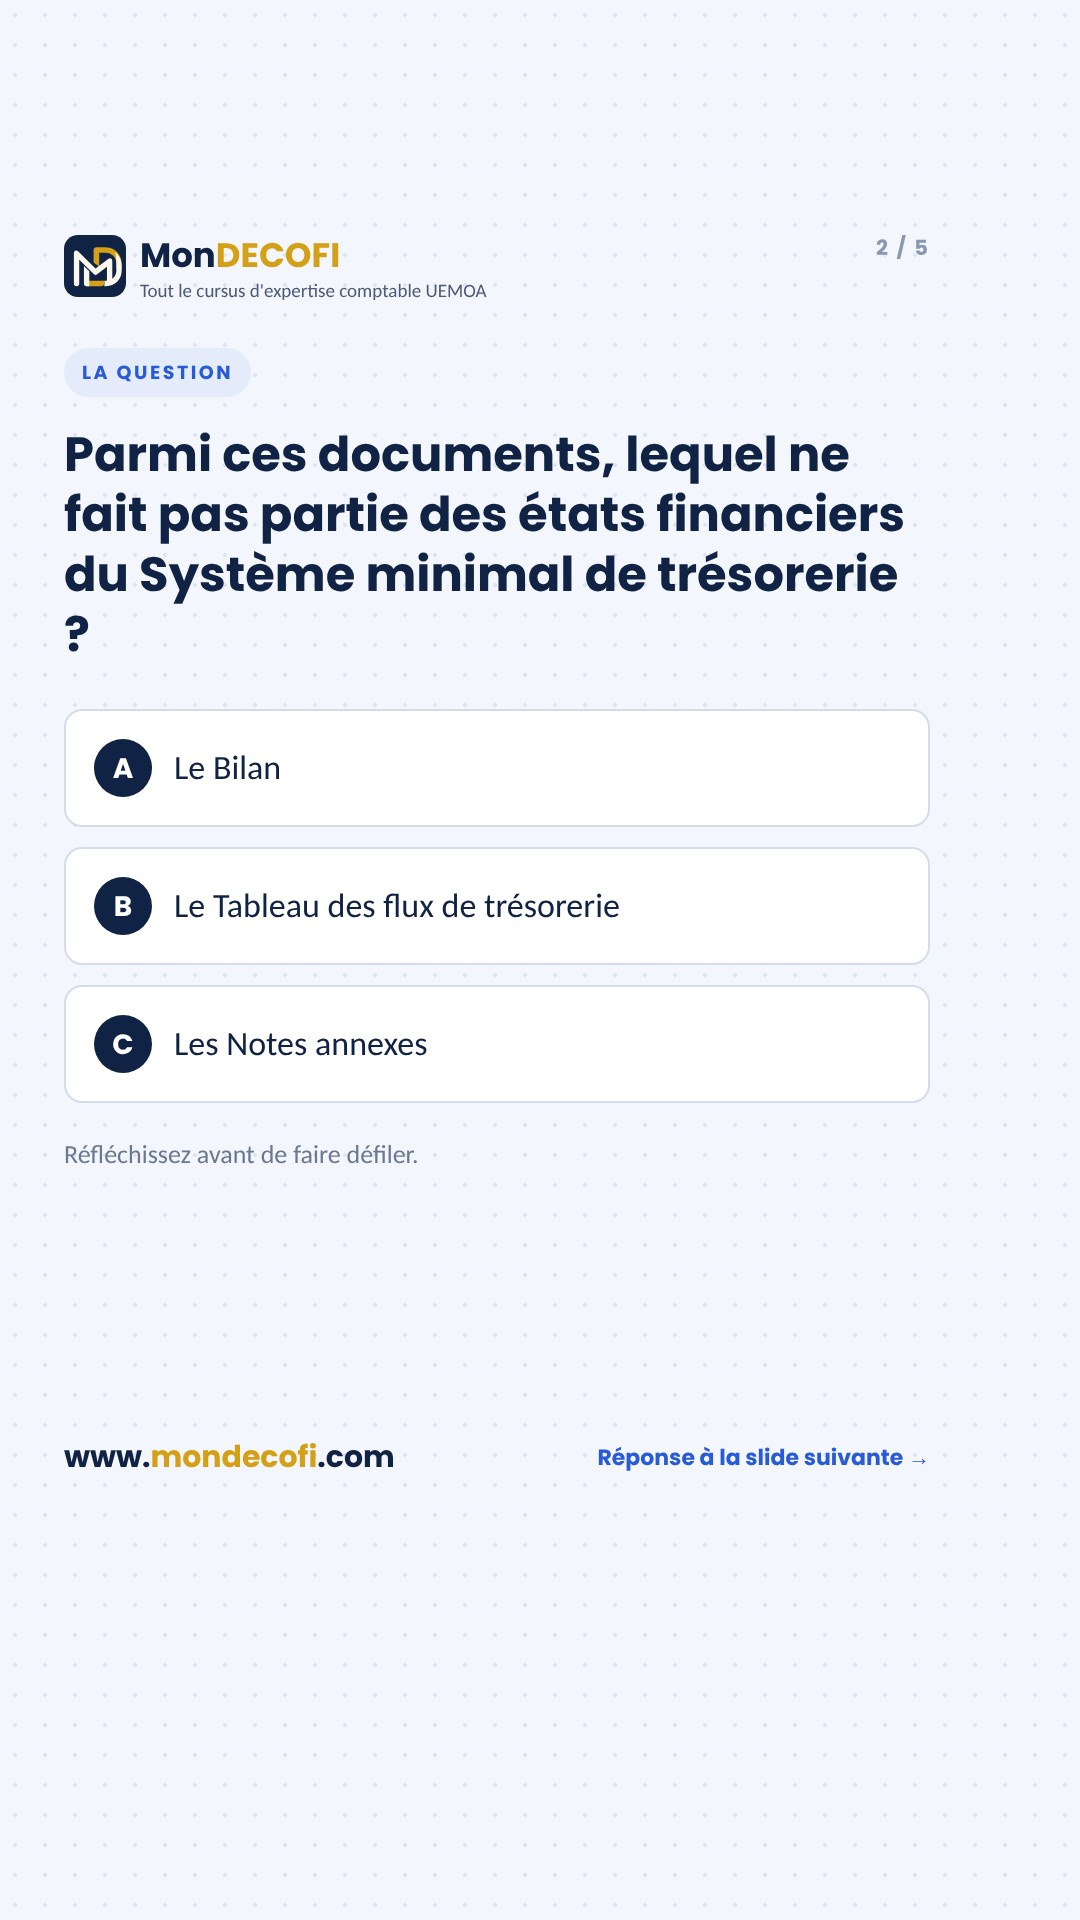 MonDECOFI
Tout le cursus d'expertise comptable UEMOA
2 / 5
LA QUESTION
Parmi ces documents, lequel ne
fait pas partie des états financiers
du Système minimal de trésorerie
?
A Le Bilan
B Le Tableau des flux de trésorerie
C Les Notes annexes
Réfléchissez avant de faire défiler.
www.mondecofi.com
Réponse à la slide suivante →